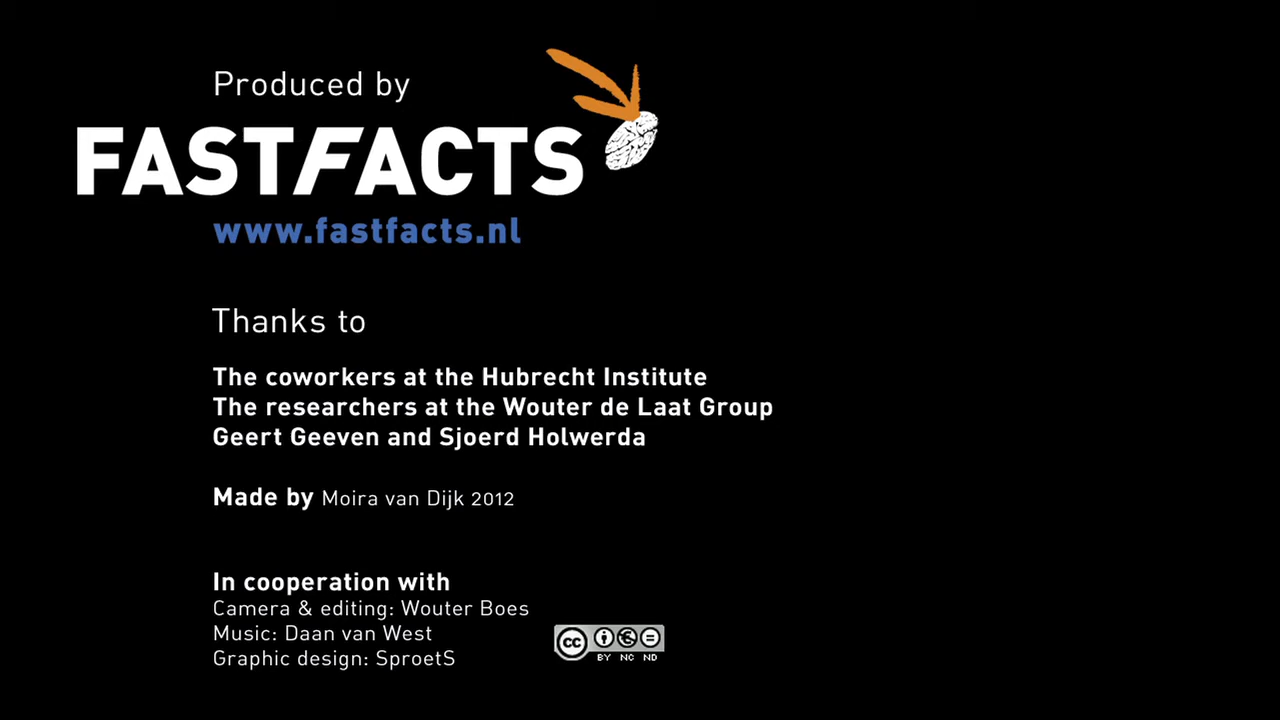 Produced by
FASTFACTS
www.fastfacts.nl
Thanks to
The coworkers at the Hubrecht Institute
The researchers at the Wouter de Laat Group
Geert Geeven and Sjoerd Holwerda
Made by Moira van Dijk 2012
In cooperation with
Camera & editing: Wouter Boes
Music: Daan van West
Graphic design: SproetS
cc BY NC ND